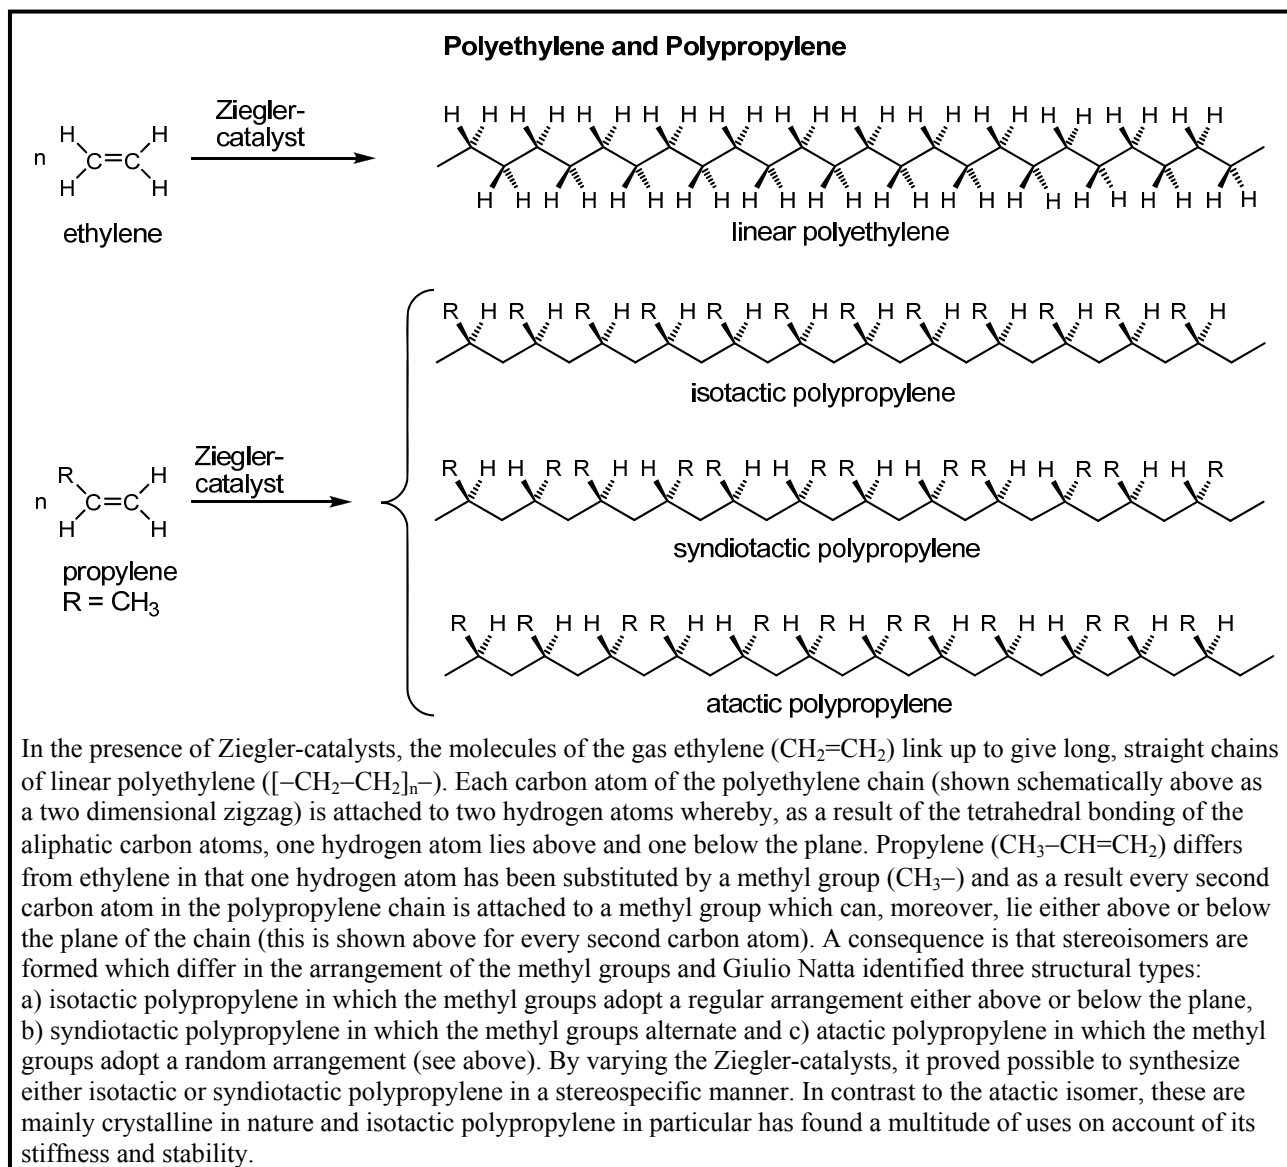 Polyethylene and Polypropylene
Ziegler-
catalyst
H H H H H H H H H H H H H H H H H H H H H H H H
H H
n C=C
H H
H H H H H H H H H H H H H H H H H H H H H H H H
ethylene
linear polyethylene
R H R H R H R H R H R H R H R H R H R H R H R H
isotactic polypropylene
Ziegler-
catalyst
R H H R R H H R R H H R R H H R R H H R R H H R
R H
n C=C
H H
syndiotactic polypropylene
propylene
R = CH₃
R H R H H R R H H R H R H R R H R H H R R H R H
atactic polypropylene
In the presence of Ziegler-catalysts, the molecules of the gas ethylene (CH₂=CH₂) link up to give long, straight chains
of linear polyethylene ([−CH₂−CH₂]ₙ−). Each carbon atom of the polyethylene chain (shown schematically above as
a two dimensional zigzag) is attached to two hydrogen atoms whereby, as a result of the tetrahedral bonding of the
aliphatic carbon atoms, one hydrogen atom lies above and one below the plane. Propylene (CH₃−CH=CH₂) differs
from ethylene in that one hydrogen atom has been substituted by a methyl group (CH₃−) and as a result every second
carbon atom in the polypropylene chain is attached to a methyl group which can, moreover, lie either above or below
the plane of the chain (this is shown above for every second carbon atom). A consequence is that stereoisomers are
formed which differ in the arrangement of the methyl groups and Giulio Natta identified three structural types:
a) isotactic polypropylene in which the methyl groups adopt a regular arrangement either above or below the plane,
b) syndiotactic polypropylene in which the methyl groups alternate and c) atactic polypropylene in which the methyl
groups adopt a random arrangement (see above). By varying the Ziegler-catalysts, it proved possible to synthesize
either isotactic or syndiotactic polypropylene in a stereospecific manner. In contrast to the atactic isomer, these are
mainly crystalline in nature and isotactic polypropylene in particular has found a multitude of uses on account of its
stiffness and stability.